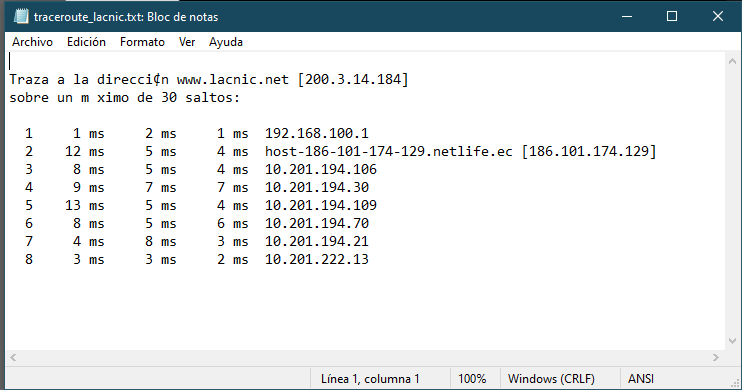 traceroute_lacnic.txt: Bloc de notas
Archivo Edición Formato Ver Ayuda
Traza a la direcci¢n www.lacnic.net [200.3.14.184]
sobre un m ximo de 30 saltos:
1 1 ms 2 ms 1 ms 192.168.100.1
2 12 ms 5 ms 4 ms host-186-101-174-129.netlife.ec [186.101.174.129]
3 8 ms 5 ms 4 ms 10.201.194.106
4 9 ms 7 ms 7 ms 10.201.194.30
5 13 ms 5 ms 4 ms 10.201.194.109
6 8 ms 5 ms 6 ms 10.201.194.70
7 4 ms 8 ms 3 ms 10.201.194.21
8 3 ms 3 ms 2 ms 10.201.222.13
Línea 1, columna 1 100% Windows (CRLF) ANSI